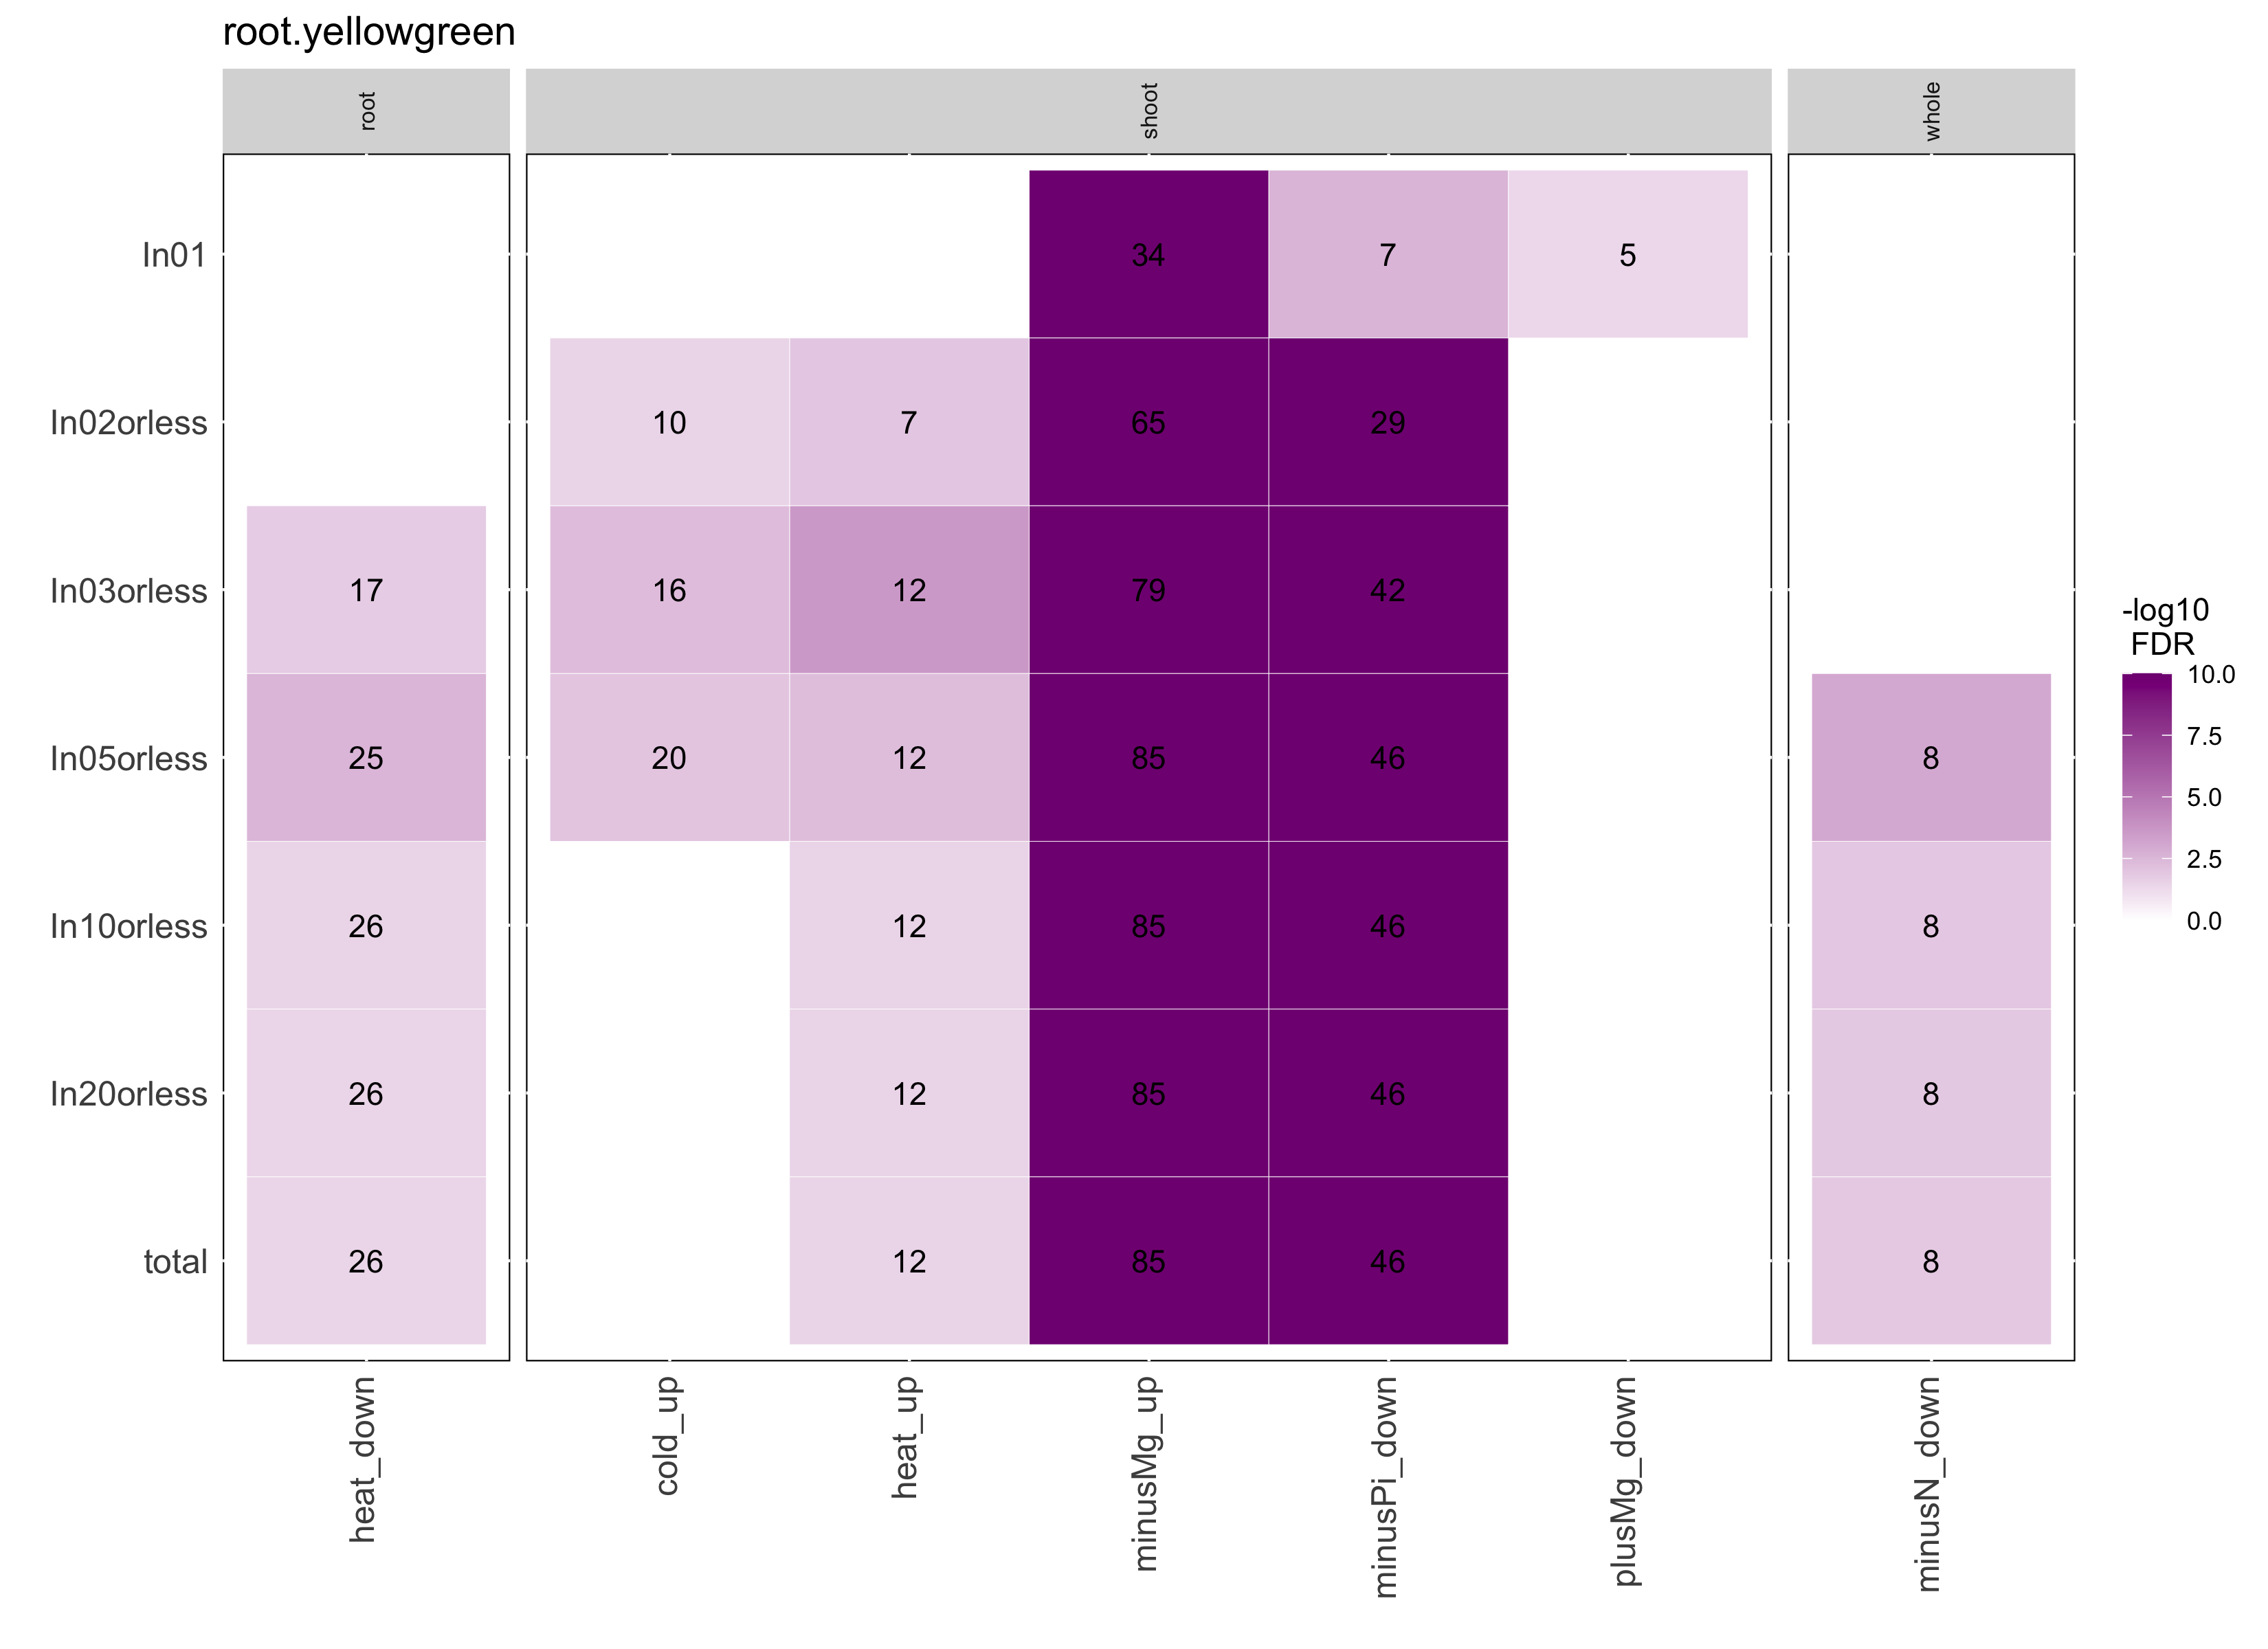 root.yellowgreen
root
shoot
whole
In01
34
7
5
In02orless
10
7
65
29
In03orless
17
16
12
79
42
In05orless
25
20
12
85
46
8
In10orless
26
12
85
46
8
In20orless
26
12
85
46
8
total
26
12
85
46
8
heat_down
cold_up
heat_up
minusMg_up
minusPi_down
plusMg_down
minusN_down
-log10
FDR
10.0
7.5
5.0
2.5
0.0